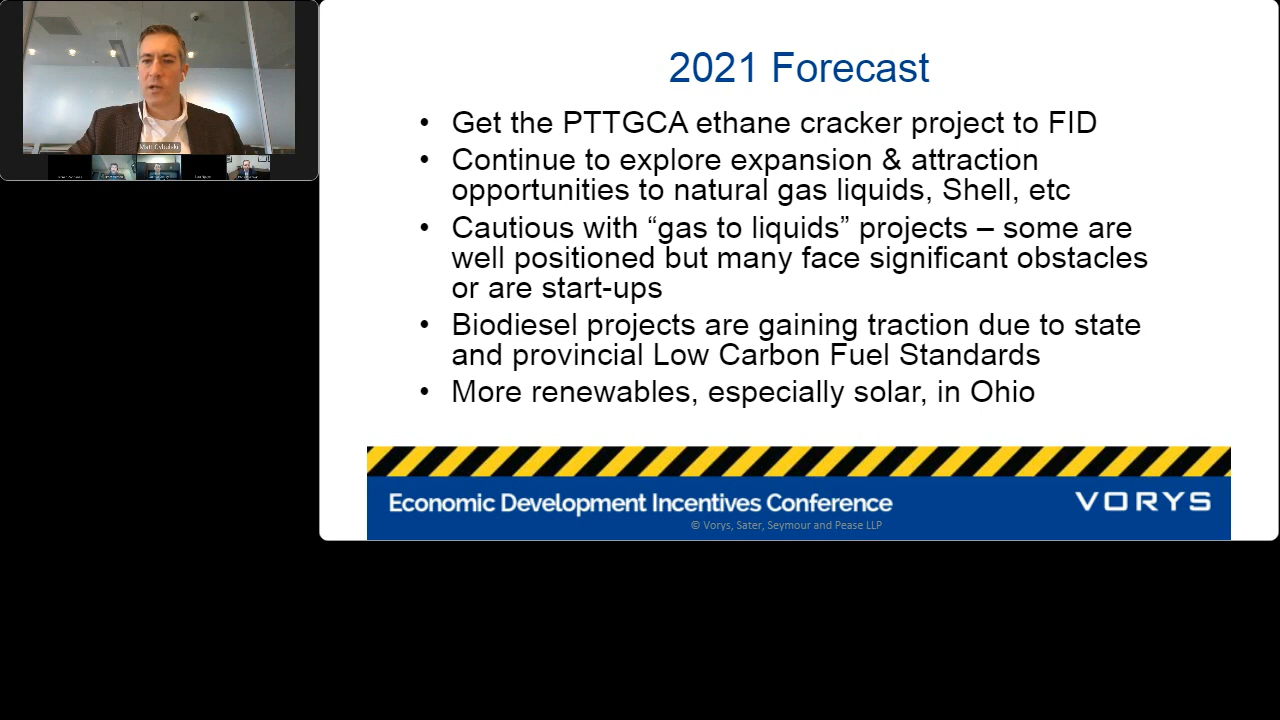 Matt Cybulski
2021 Forecast
• Get the PTTGCA ethane cracker project to FID
• Continue to explore expansion & attraction
opportunities to natural gas liquids, Shell, etc
• Cautious with “gas to liquids” projects – some are
well positioned but many face significant obstacles
or are start-ups
• Biodiesel projects are gaining traction due to state
and provincial Low Carbon Fuel Standards
• More renewables, especially solar, in Ohio
Economic Development Incentives Conference
VORYS
© Vorys, Sater, Seymour and Pease LLP